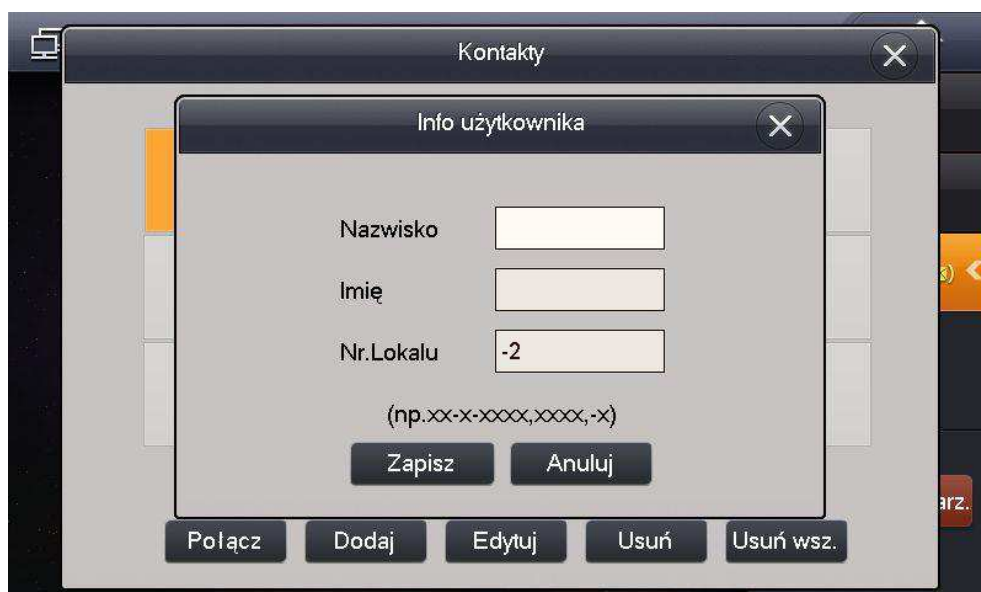 Kontakty
Info użytkownika
Nazwisko
Imię
Nr.Lokalu -2
(np.xx-x-xxxx,xxxx,-x)
Zapisz Anuluj
Połącz Dodaj Edytuj Usuń Usuń wsz.